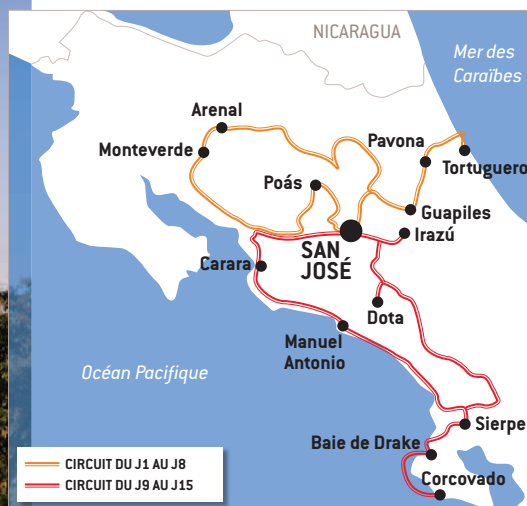 NICARAGUA
Mer des
Caraïbes
Arenal
Monteverde
Pavona
Tortuguero
Poás
Guapiles
Irazú
SAN
JOSÉ
Carara
Dota
Manuel
Antonio
Océan Pacifique
Sierpe
Baie de Drake
Corcovado
CIRCUIT DU J1 AU J8
CIRCUIT DU J9 AU J15